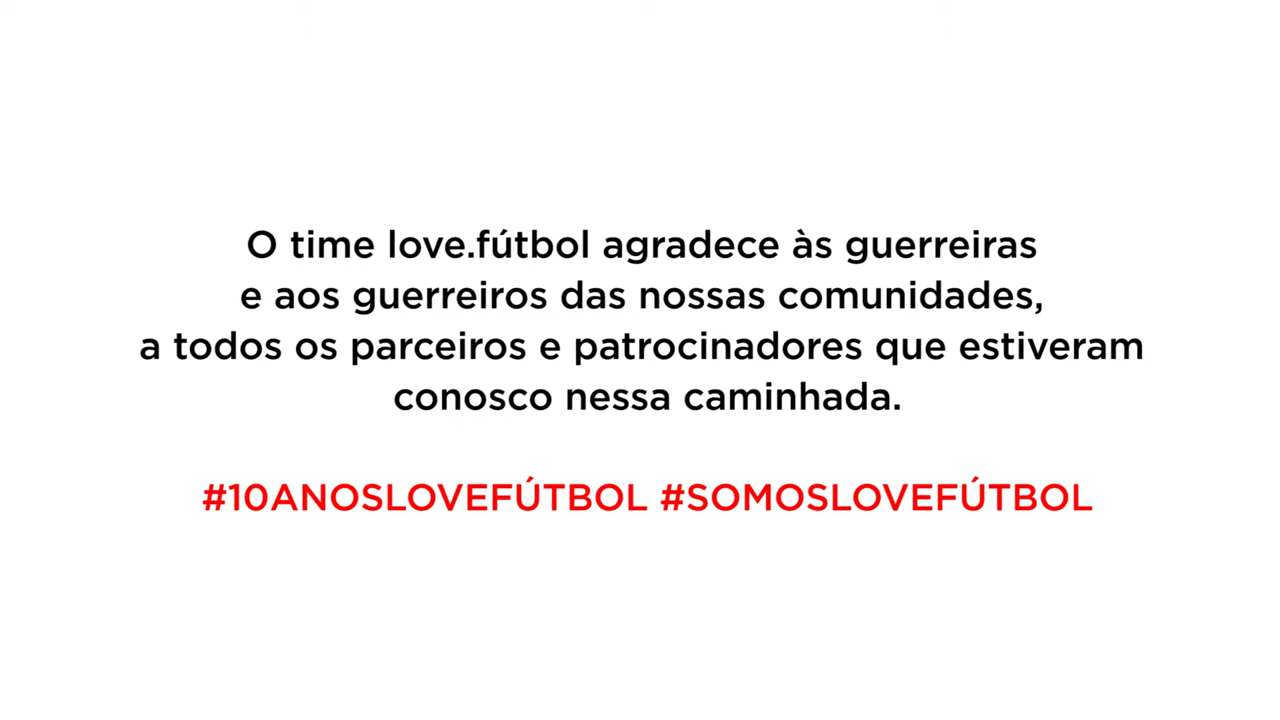 O time love.fútbol agradece às guerreiras
e aos guerreiros das nossas comunidades,
a todos os parceiros e patrocinadores que estiveram
conosco nessa caminhada.
#10ANOSLOVEFÚTBOL #SOMOSLOVEFÚTBOL